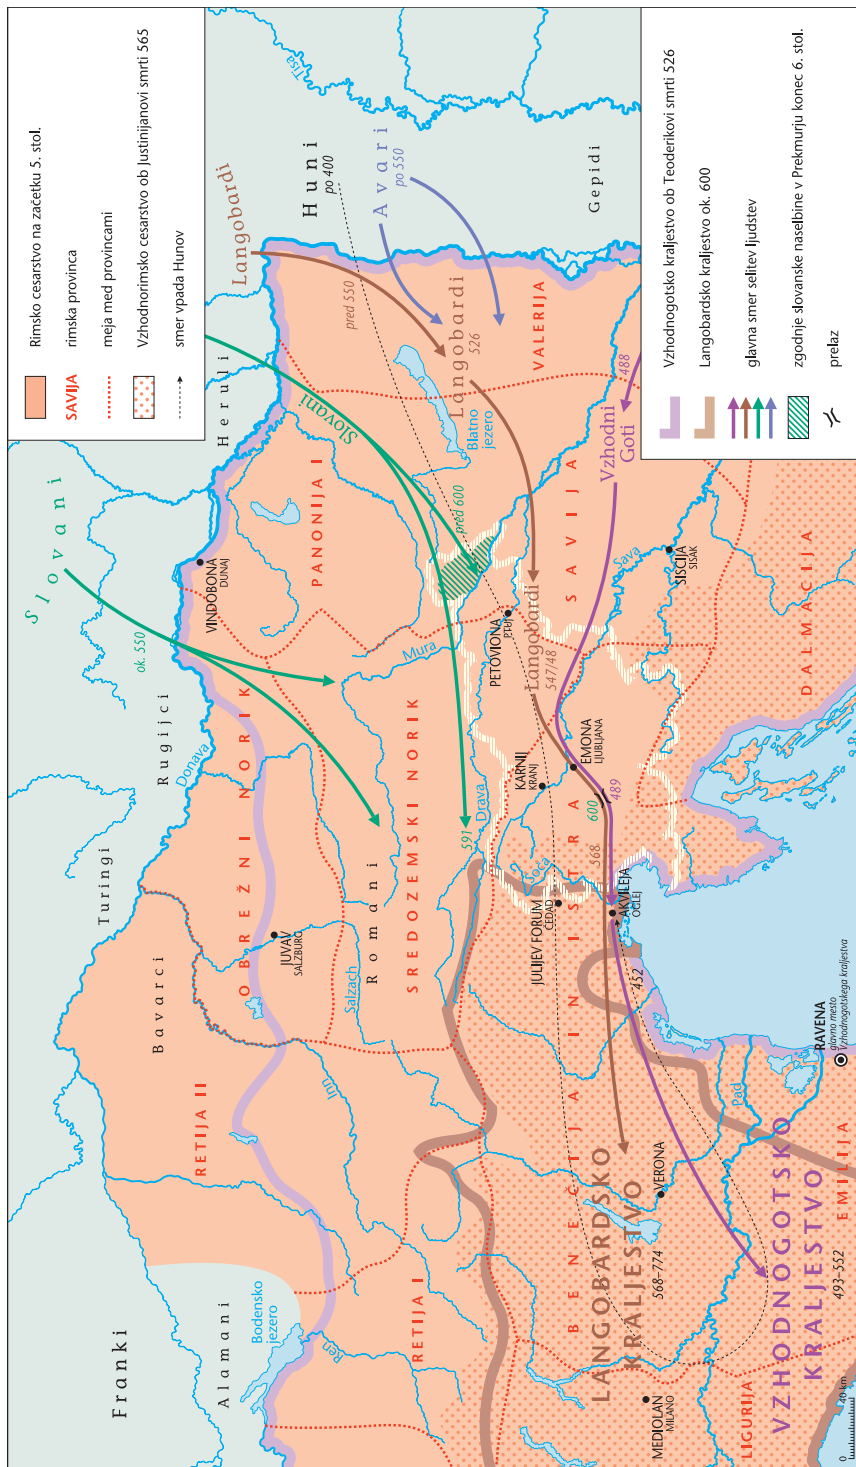 Rimsko cesarstvo na začetku 5. stol.
SAVIJA
rimska provinca
meja med provincami
Vzhodnorimsko cesarstvo ob Justinijanovi smrti 565
smer vpada Hunov
Vzhodnogotsko kraljestvo ob Teoderikovi smrti 526
Langobardsko kraljestvo ok. 600
glavna smer selitev ljudstev
zgodnje slovanske naselbine v Prekmurju konec 6. stol.
prelaz
Franki
Alamani
Bodensko
jezero
Ren
RETIJA I
RETIJA II
Bavarci
Turingi
Inn
Salzach
JUVAV
SALZBURG
OBREŽNI NORIK
Romani
SREDOZEMSKI NORIK
Donava
Rugijci
Slovani
ok. 550
VINDOBONA
DUNAJ
Heruli
PANONIJA I
Slovani
pred 600
Mura
Drava
591
Langobardi
pred 550
Huni
po 400
Avari
po 550
Tisa
Gepidi
Langobardi
526
Blatno
jezero
VALERIJA
488
Vzhodni
Goti
SAVIJA
Sava
SISCIJA
SISAK
DALMACIJA
PETOVIONA
PTUJ
Langobardi
547/48
KARNIJ
KRANJ
EMONA
LJUBLJANA
600
489
568
Soča
JULIJEV FORUM
ČEDAD
AKVILEJA
OGLEJ
452
BENEČIJA IN ISTRA
LANGOBARDSKO
KRALJESTVO
568–774
VERONA
Pad
RAVENA
glavno mesto
Vzhodnogotskega kraljestva
EMILIJA
VZHODNOGOTSKO
KRALJESTVO
493–552
MEDIOLAN
MILANO
LIGURIJA
0
40 km